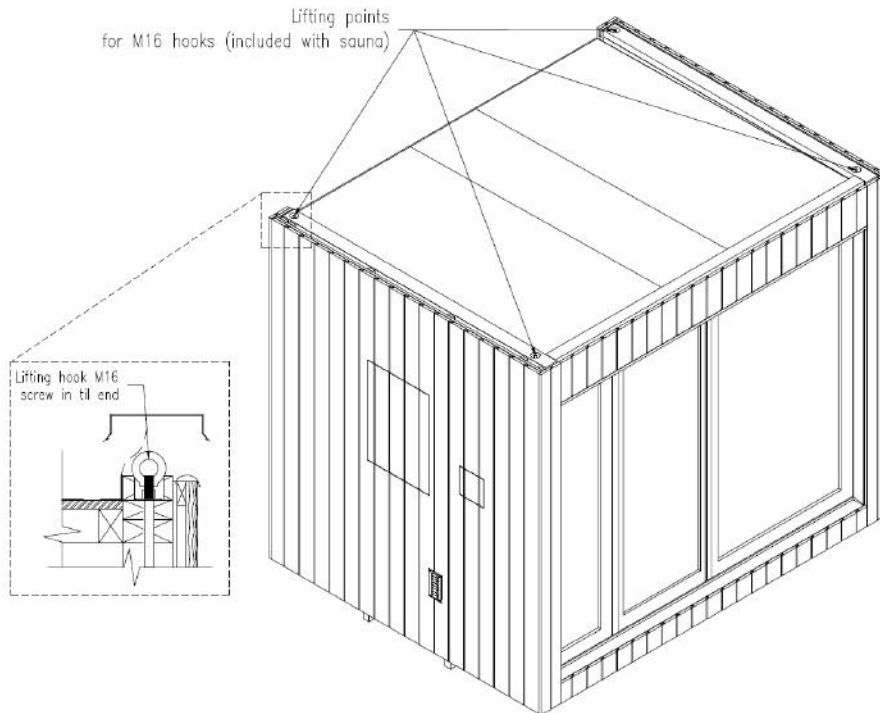 Lifting points
for M16 hooks (included with sauna)
Lifting hook M16
screw in til end